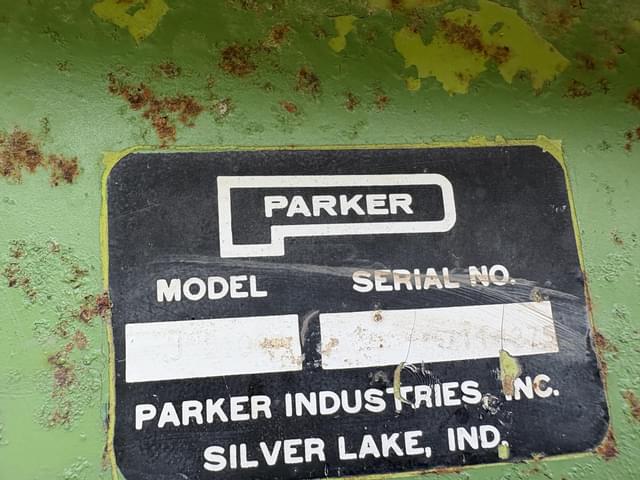 PARKER
MODEL SERIAL NO.
PARKER INDUSTRIES, INC.
SILVER LAKE, IND.